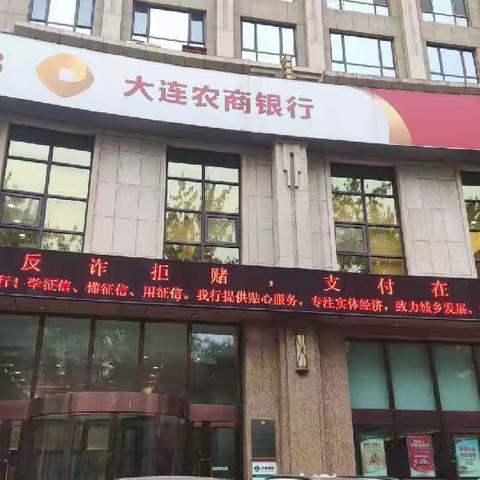 大连农商银行
反诈拒赌，支付在
行！学征信、懂征信、用征信。我行提供贴心服务，专注实体经济，致力城乡发展。